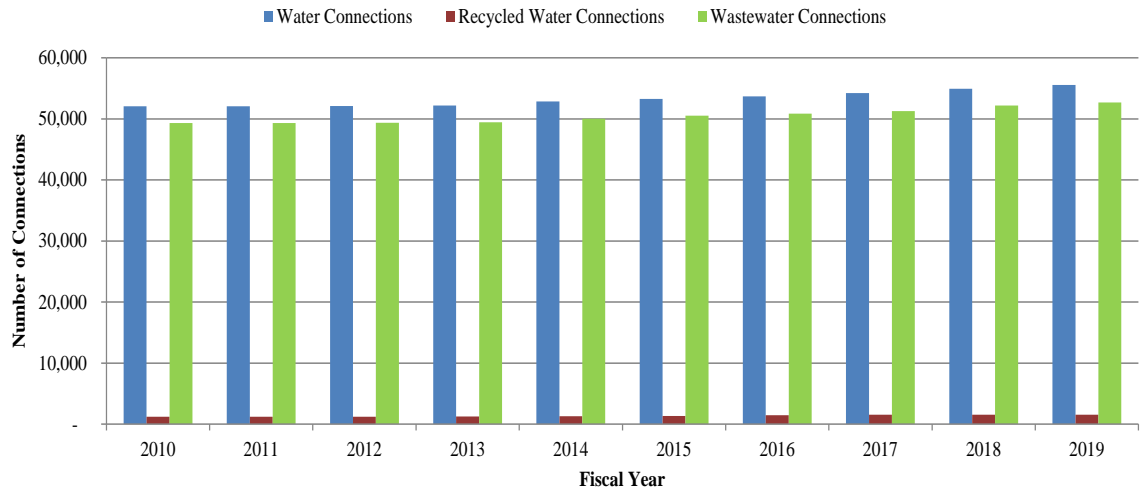 Water Connections Recycled Water Connections Wastewater Connections
60,000
50,000
40,000
30,000
20,000
10,000
-
Number of Connections
2010 2011 2012 2013 2014 2015 2016 2017 2018 2019
Fiscal Year